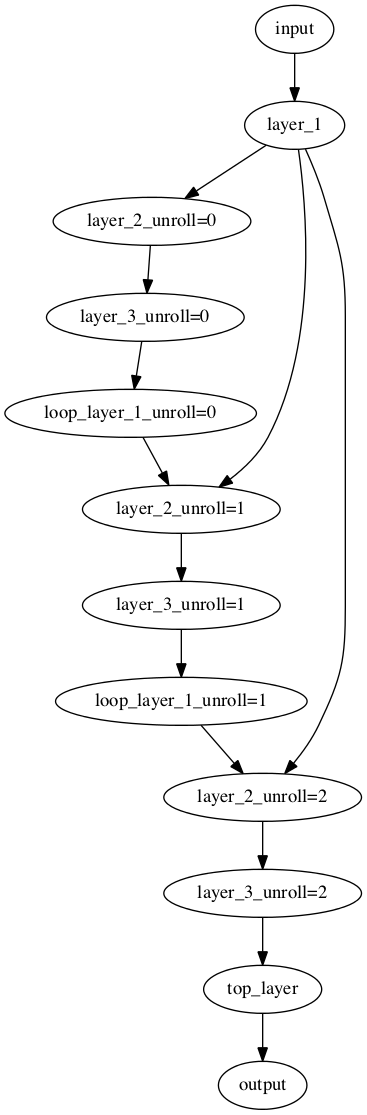 input
layer_1
layer_2_unroll=0
layer_3_unroll=0
loop_layer_1_unroll=0
layer_2_unroll=1
layer_3_unroll=1
loop_layer_1_unroll=1
layer_2_unroll=2
layer_3_unroll=2
top_layer
output